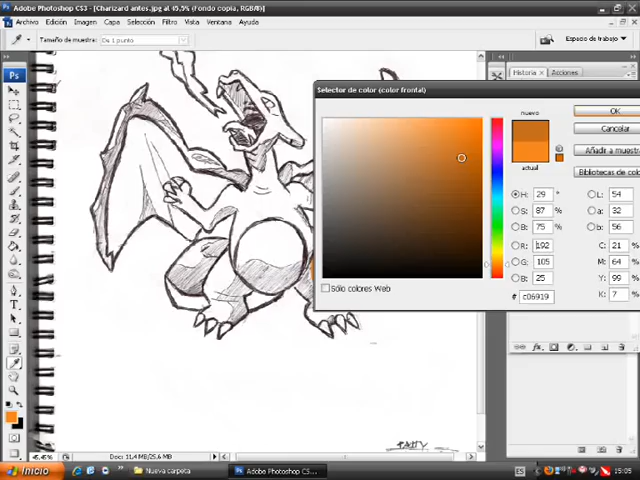 Adobe Photoshop CS3 - [Charizard antes.jpg al 45,5% (Fondo copia, RGB/8)]
Archivo Edición Imagen Capa Selección Filtro Vista Ventana Ayuda
Tamaño de muestra: De 1 punto Espacio de trabajo
Ps
Historia × Acciones
Selector de color (color frontal)
nuevo
actual
OK
Cancelar
Añadir a muestra
Bibliotecas de colo
H: 29 ° L: 54
S: 87 % a: 32
B: 75 % b: 56
R: 192 C: 21 %
G: 105 M: 64 %
B: 25 Y: 99 %
# c06919 K: 7 %
Sólo colores Web
45,45% Doc: 11,4 MB/25,6 MB
Inicio Nueva carpeta Adobe Photoshop CS... ES 15:05